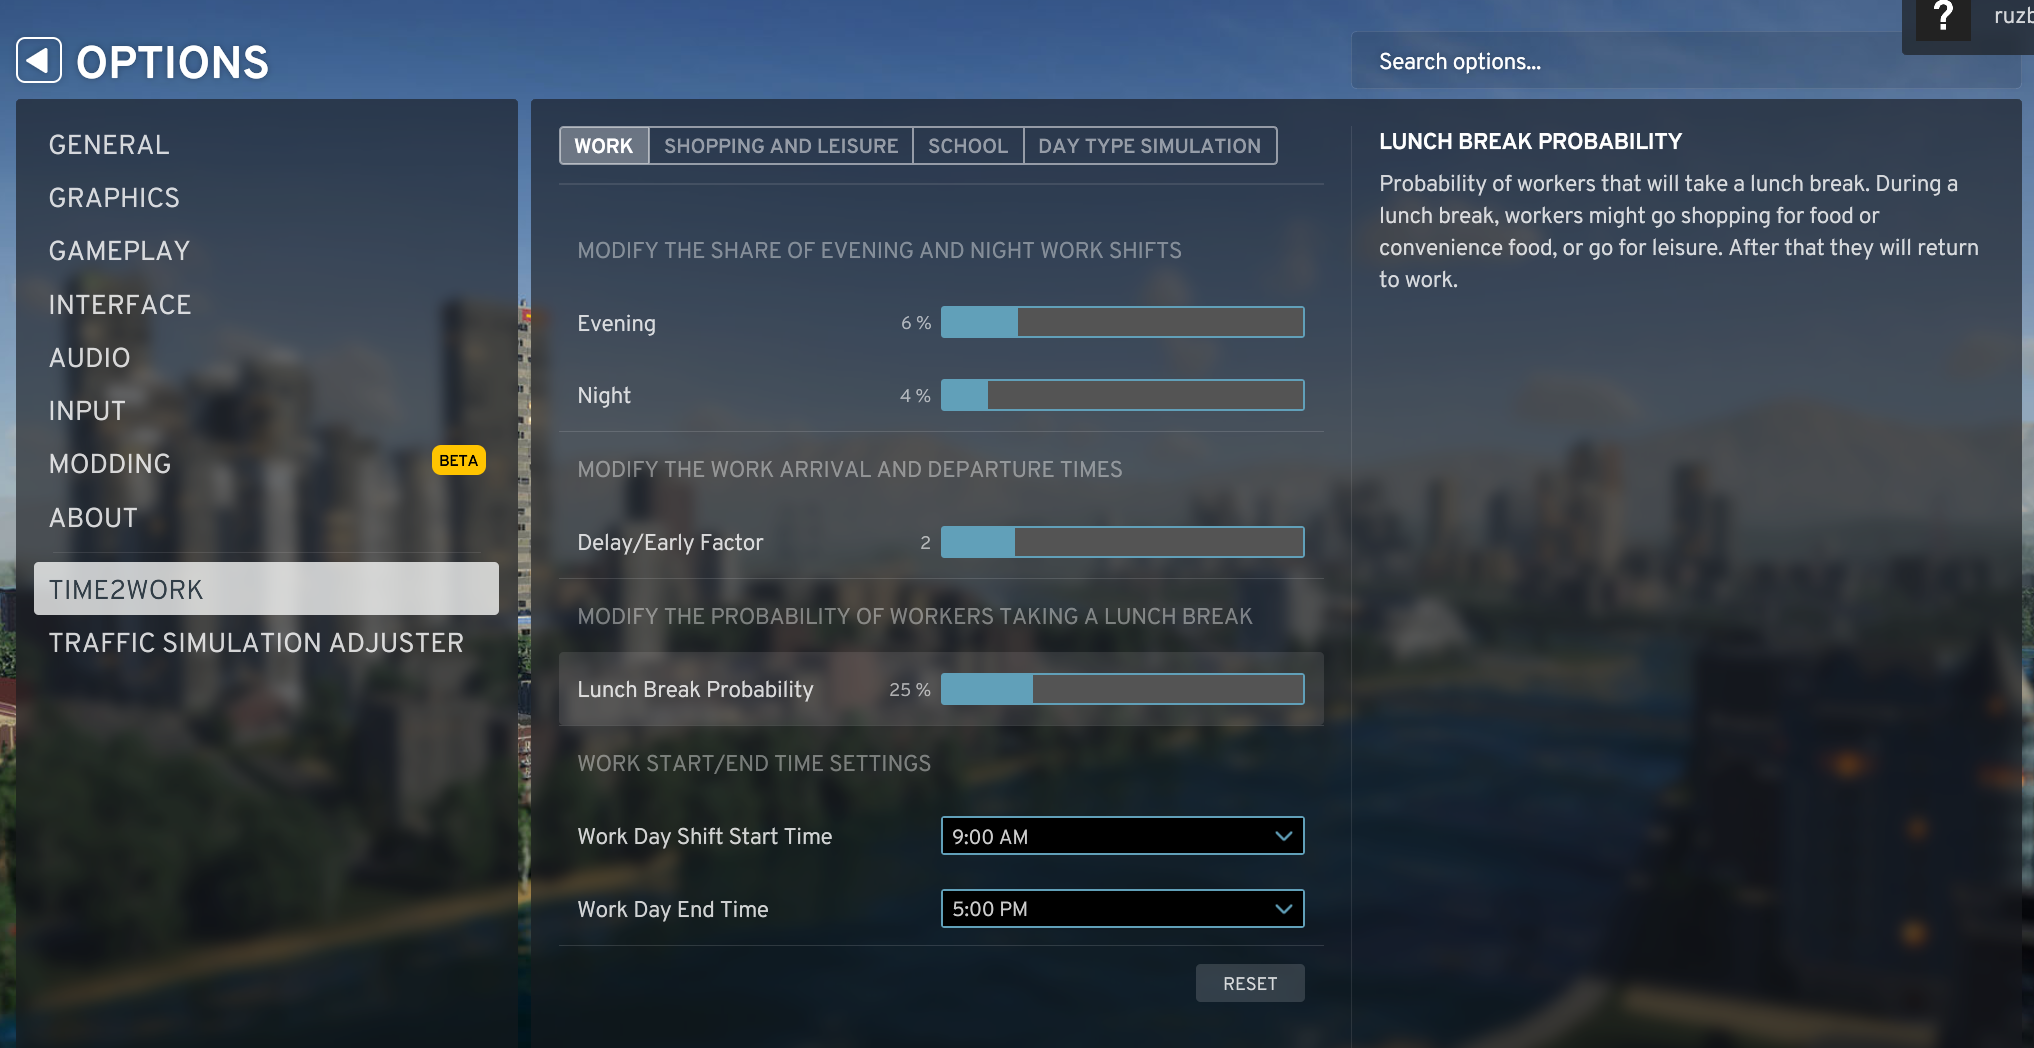 ?
ruzb
OPTIONS
Search options...
GENERAL
GRAPHICS
GAMEPLAY
INTERFACE
AUDIO
INPUT
MODDING
BETA
ABOUT
TIME2WORK
TRAFFIC SIMULATION ADJUSTER
WORK SHOPPING AND LEISURE SCHOOL DAY TYPE SIMULATION
MODIFY THE SHARE OF EVENING AND NIGHT WORK SHIFTS
Evening 6 %
Night 4 %
MODIFY THE WORK ARRIVAL AND DEPARTURE TIMES
Delay/Early Factor 2
MODIFY THE PROBABILITY OF WORKERS TAKING A LUNCH BREAK
Lunch Break Probability 25 %
WORK START/END TIME SETTINGS
Work Day Shift Start Time 9:00 AM
Work Day End Time 5:00 PM
RESET
LUNCH BREAK PROBABILITY
Probability of workers that will take a lunch break. During a
lunch break, workers might go shopping for food or
convenience food, or go for leisure. After that they will return
to work.